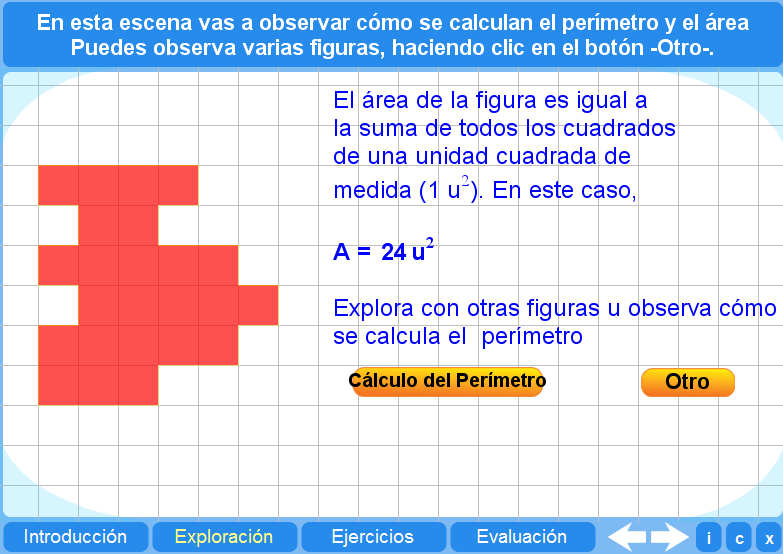 En esta escena vas a observar cómo se calculan el perímetro y el área
Puedes observa varias figuras, haciendo clic en el botón -Otro-.
El área de la figura es igual a
la suma de todos los cuadrados
de una unidad cuadrada de
medida (1 u²). En este caso,
A = 24 u²
Explora con otras figuras u observa cómo
se calcula el perímetro
Cálculo del Perímetro
Otro
Introducción
Exploración
Ejercicios
Evaluación
i
c
x